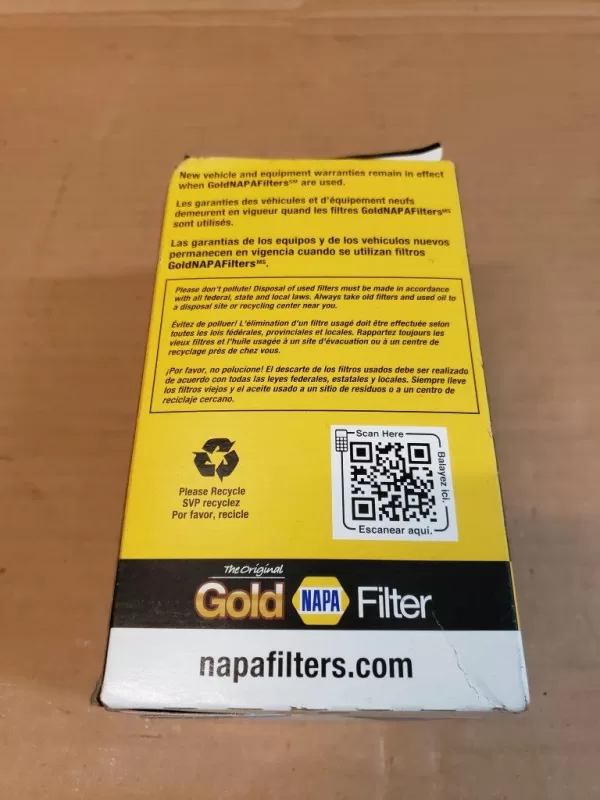 New vehicle and equipment warranties remain in effect
when GoldNAPAFilters℠ are used.
Les garanties des véhicules et d'équipement neufs
demeurent en vigueur quand les filtres GoldNAPAFiltersᴹˢ
sont utilisés.
Las garantías de los equipos y de los vehículos nuevos
permanecen en vigencia cuando se utilizan filtros
GoldNAPAFiltersᴹˢ.
Please don't pollute! Disposal of used filters must be made in accordance
with all federal, state and local laws. Always take old filters and used oil to
a disposal site or recycling center near you.
Évitez de polluer! L'élimination d'un filtre usagé doit être effectuée selon
toutes les lois fédérales, provinciales et locales. Rapportez toujours les
vieux filtres et l'huile usagée à un site d'évacuation ou à un centre de
recyclage près de chez vous.
¡Por favor, no polucione! El descarte de los filtros usados debe ser realizado
de acuerdo con todas las leyes federales, estatales y locales. Siempre lleve
los filtros viejos y el aceite usado a un sitio de residuos o a un centro de
reciclaje cercano.
Please Recycle
SVP recyclez
Por favor, recicle
Scan Here
Balayez ici.
Escanear aquí.
The Original
Gold NAPA Filter
napafilters.com